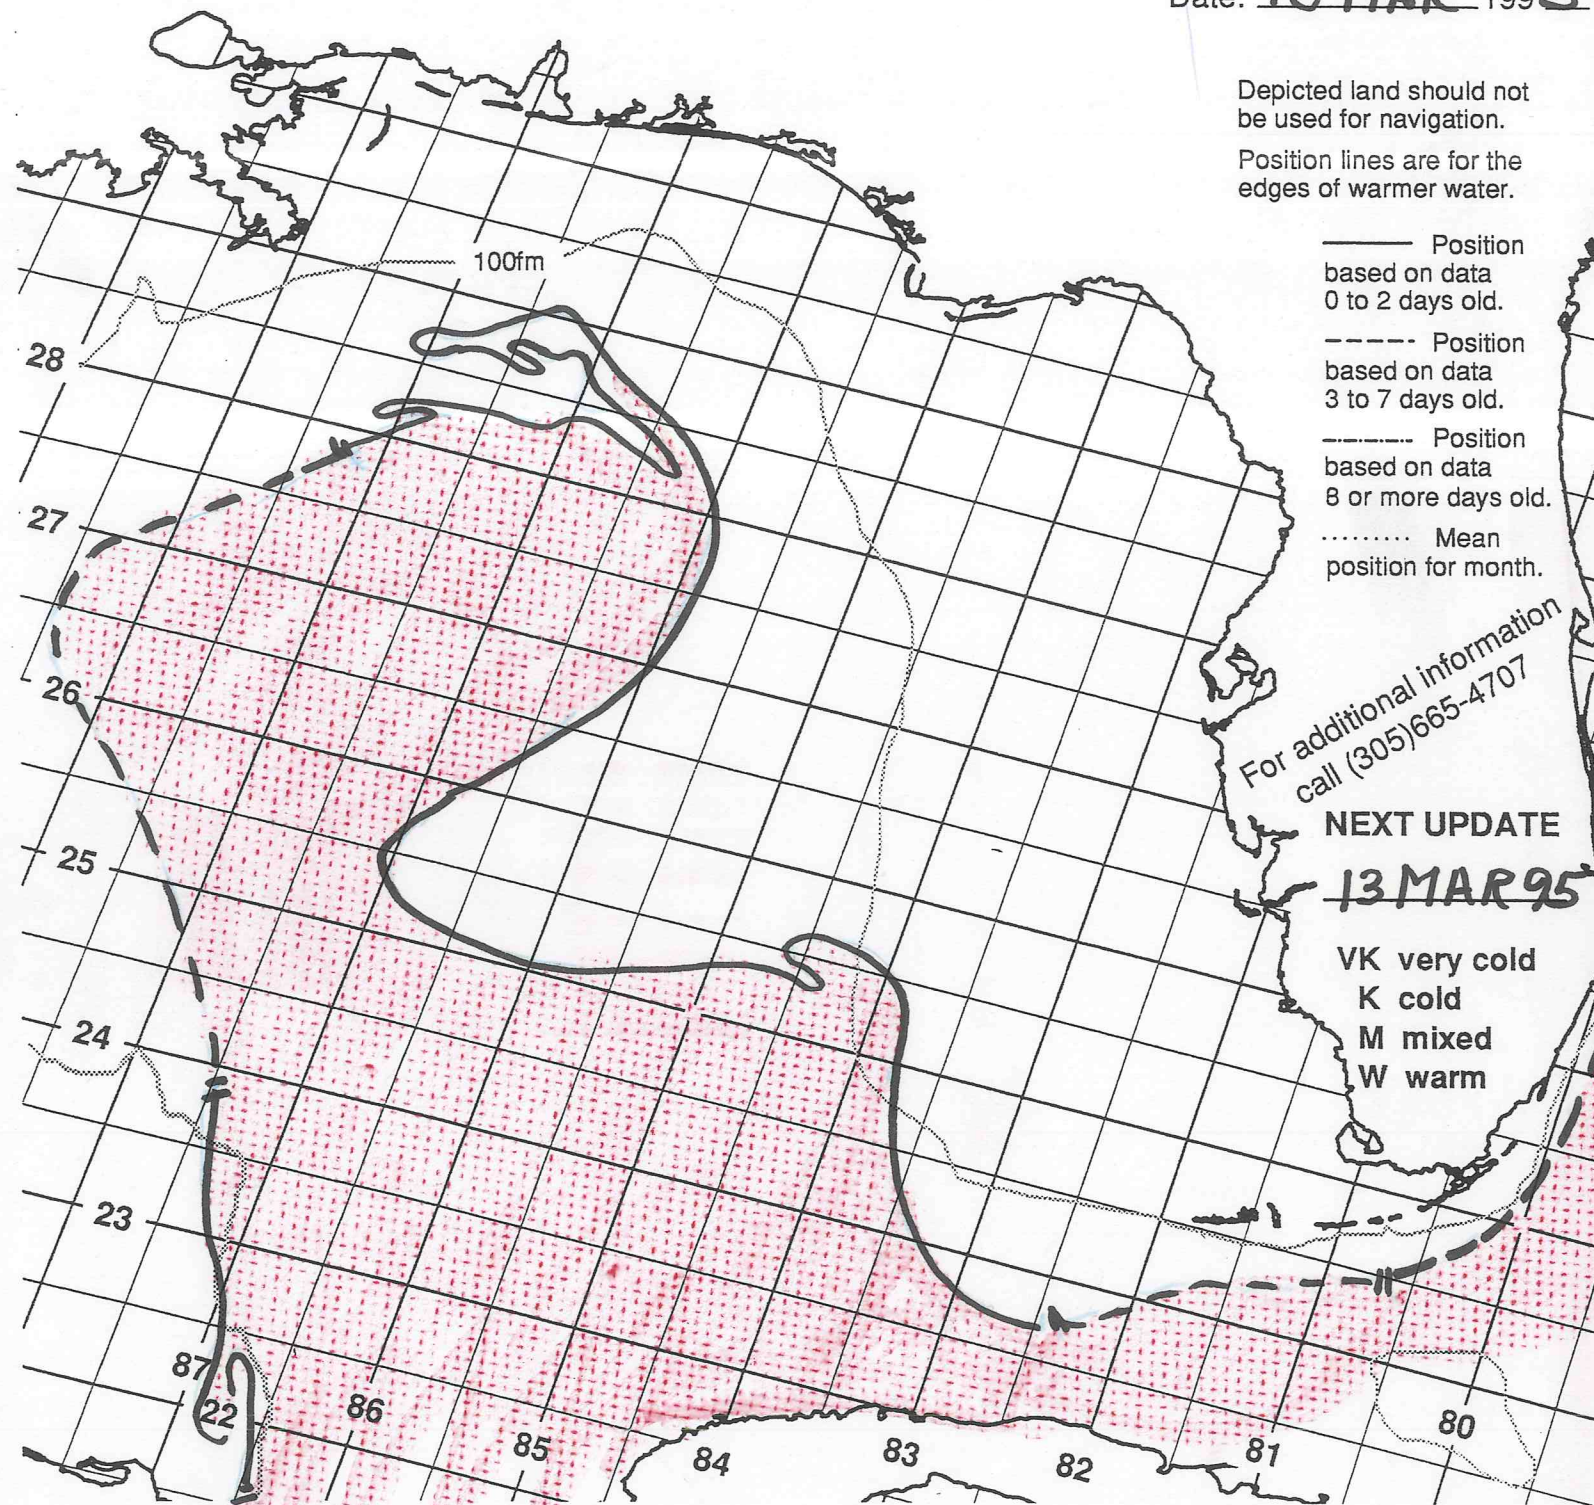 Date: 10 MAR 199
Depicted land should not
be used for navigation.
Position lines are for the
edges of warmer water.
Position
based on data
0 to 2 days old.
Position
based on data
3 to 7 days old.
Position
based on data
8 or more days old.
Mean
position for month.
For additional information
call (305)665-4707
NEXT UPDATE
13 MAR 95
VK very cold
K cold
M mixed
W warm
100fm
28
27
26
25
24
23
22
87
86
85
84
83
82
81
80